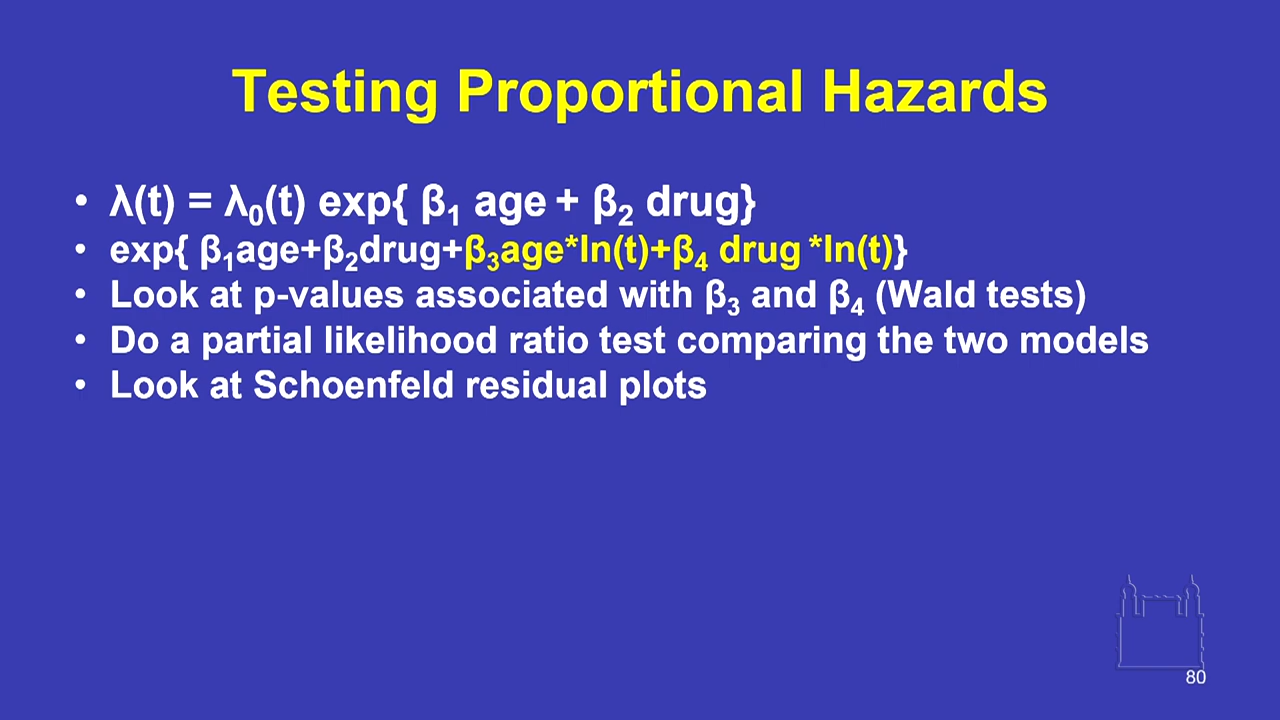 Testing Proportional Hazards
• λ(t) = λ₀(t) exp{ β₁ age + β₂ drug}
• exp{ β₁age+β₂drug+β₃age*ln(t)+β₄ drug *ln(t)}
• Look at p-values associated with β₃ and β₄ (Wald tests)
• Do a partial likelihood ratio test comparing the two models
• Look at Schoenfeld residual plots
80